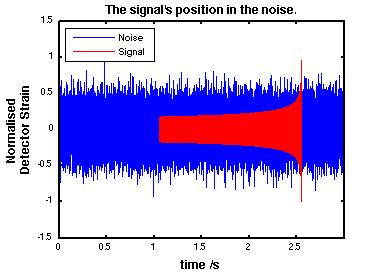 The signal's position in the noise.
1.5
Noise
Signal
1
0.5
0
-0.5
-1
-1.5
Normalised
Detector Strain
0 0.5 1 1.5 2 2.5
time /s